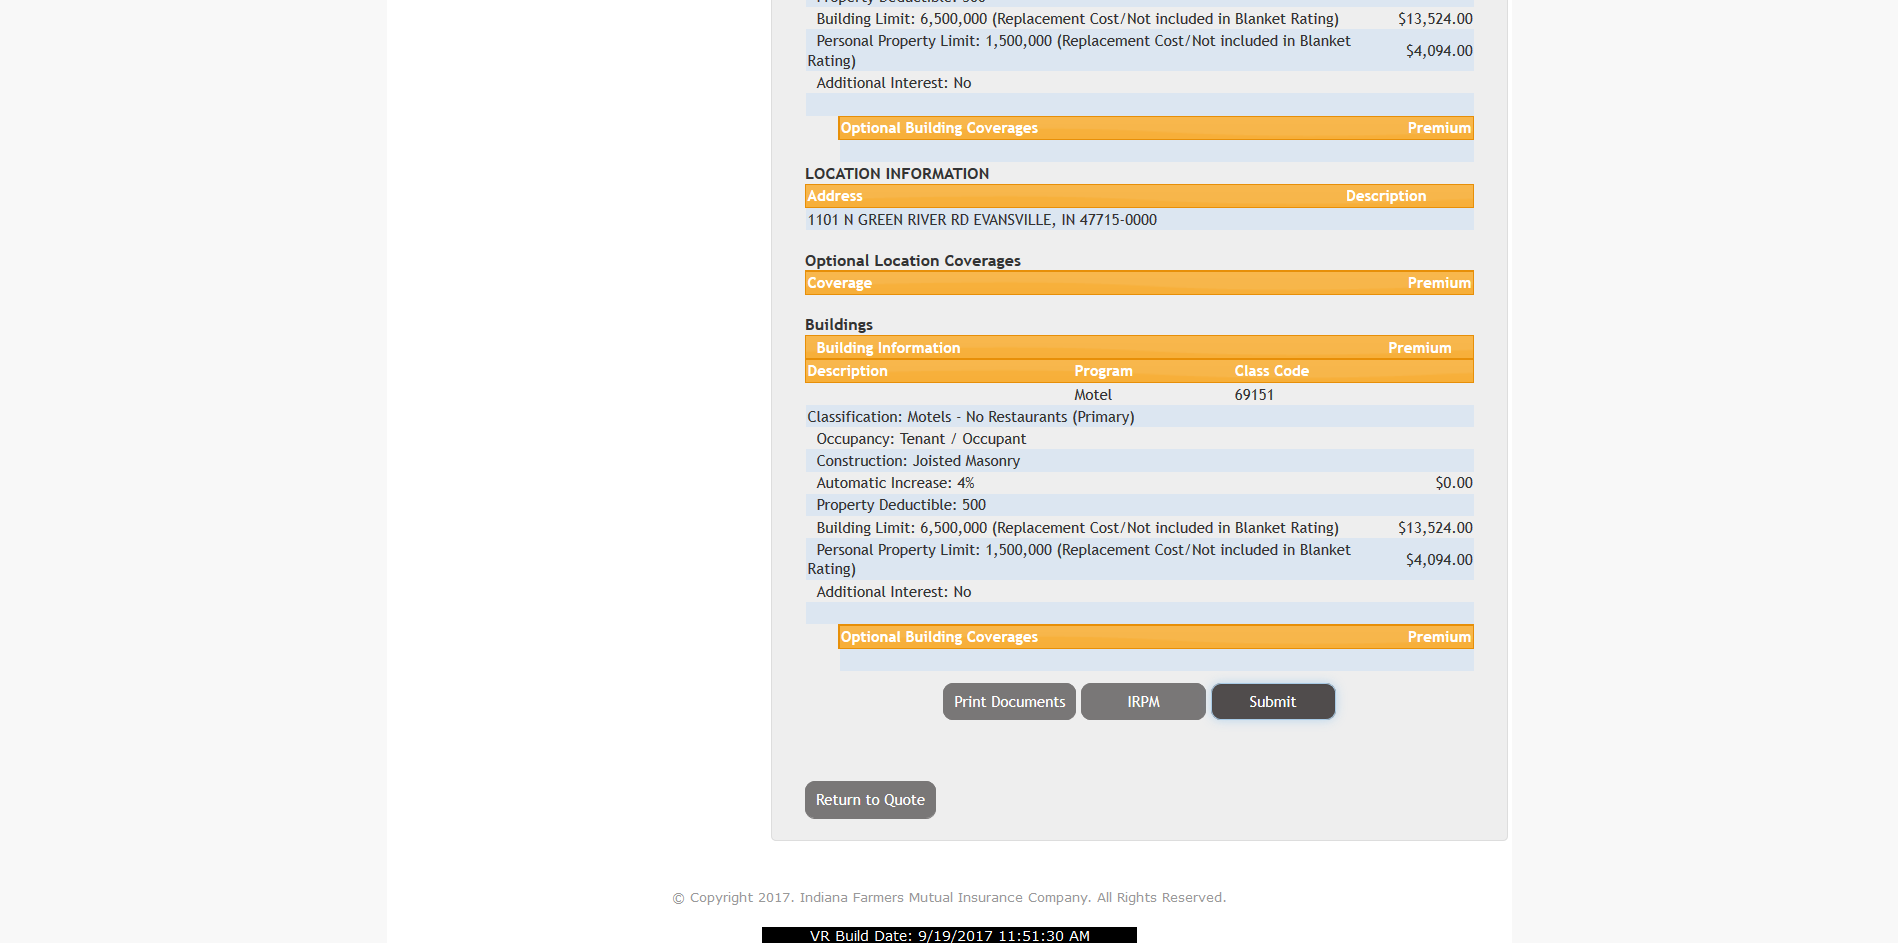 Property Deductible: 500
Building Limit: 6,500,000 (Replacement Cost/Not included in Blanket Rating) $13,524.00
Personal Property Limit: 1,500,000 (Replacement Cost/Not included in Blanket
Rating) $4,094.00
Additional Interest: No
Optional Building Coverages Premium
LOCATION INFORMATION
Address Description
1101 N GREEN RIVER RD EVANSVILLE, IN 47715-0000
Optional Location Coverages
Coverage Premium
Buildings
Building Information Premium
Description Program Class Code
Motel 69151
Classification: Motels - No Restaurants (Primary)
Occupancy: Tenant / Occupant
Construction: Joisted Masonry
Automatic Increase: 4% $0.00
Property Deductible: 500
Building Limit: 6,500,000 (Replacement Cost/Not included in Blanket Rating) $13,524.00
Personal Property Limit: 1,500,000 (Replacement Cost/Not included in Blanket
Rating) $4,094.00
Additional Interest: No
Optional Building Coverages Premium
Print Documents IRPM Submit
Return to Quote
© Copyright 2017. Indiana Farmers Mutual Insurance Company. All Rights Reserved.
VR Build Date: 9/19/2017 11:51:30 AM